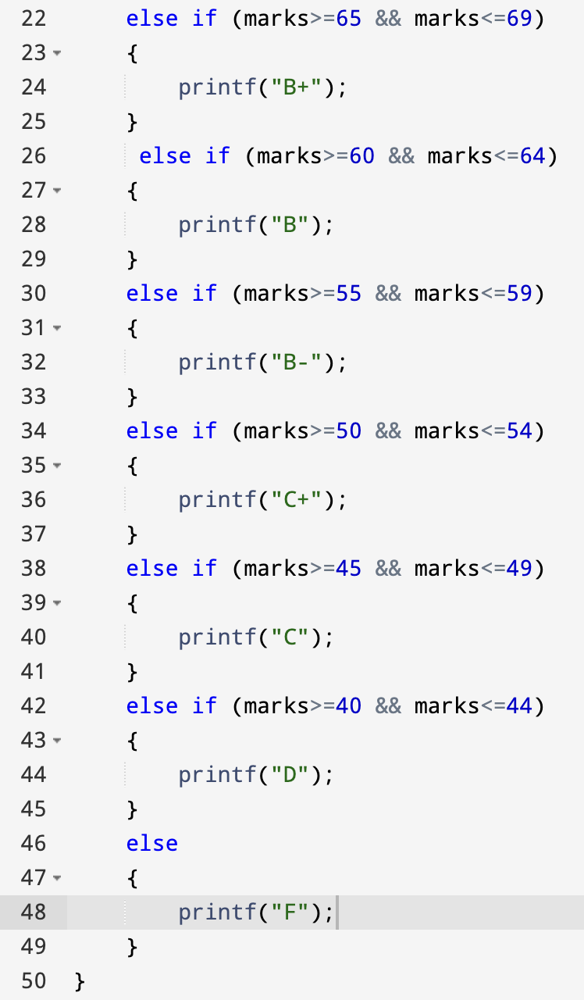 22 else if (marks>=65 && marks<=69)
23 {
24 printf("B+");
25 }
26 else if (marks>=60 && marks<=64)
27 {
28 printf("B");
29 }
30 else if (marks>=55 && marks<=59)
31 {
32 printf("B-");
33 }
34 else if (marks>=50 && marks<=54)
35 {
36 printf("C+");
37 }
38 else if (marks>=45 && marks<=49)
39 {
40 printf("C");
41 }
42 else if (marks>=40 && marks<=44)
43 {
44 printf("D");
45 }
46 else
47 {
48 printf("F");
49 }
50 }